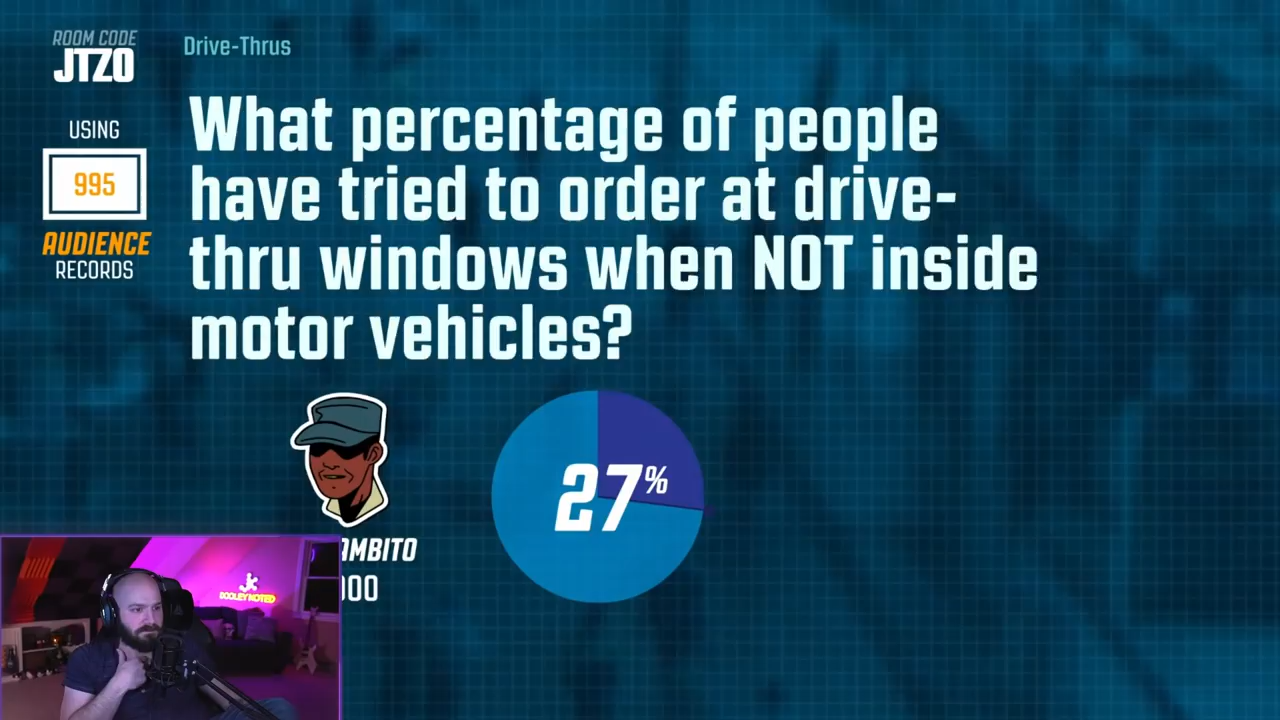 ROOM CODE
JTZO
Drive-Thrus
USING
995
AUDIENCE
RECORDS
What percentage of people
have tried to order at drive-
thru windows when NOT inside
motor vehicles?
27%
DOOLEY NOTED